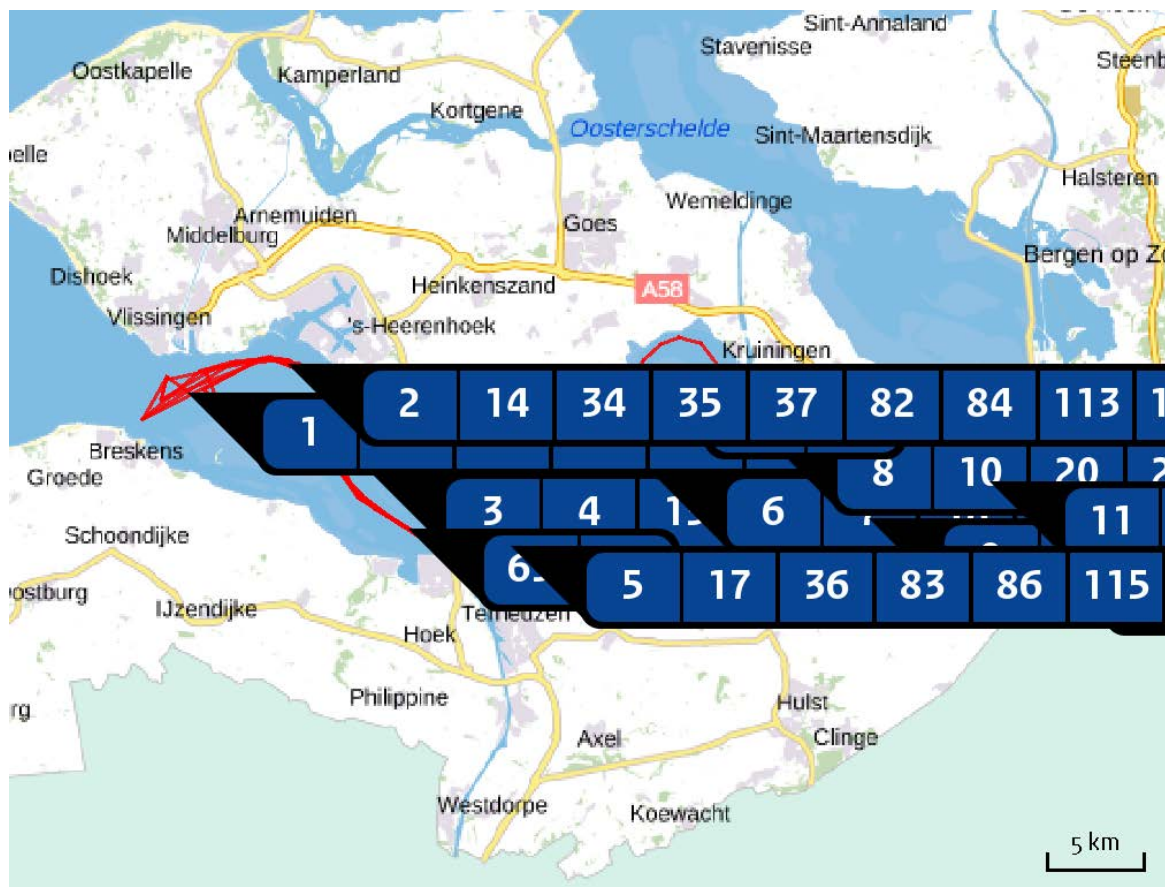 Sint-Annaland
Stavenisse
Oostkapelle
Kamperland
Kortgene
Oosterschelde
Sint-Maartensdijk
elle
Halsteren
Wemeldinge
Arnemuiden
Goes
Middelburg
Bergen op Zo
Dishoek
Heinkenszand
A58
Vlissingen
's-Heerenhoek
Kruiningen
2 14 34 35 37 82 84 113
1
Breskens
8 10 20
Groede
3 4 6 11
Schoondijke
5 17 36 83 86 115
IJzendijke
Terneuzen
Hoek
Philippine
Hulst
rg
Axel
Clinge
Westdorpe
Koewacht
5 km